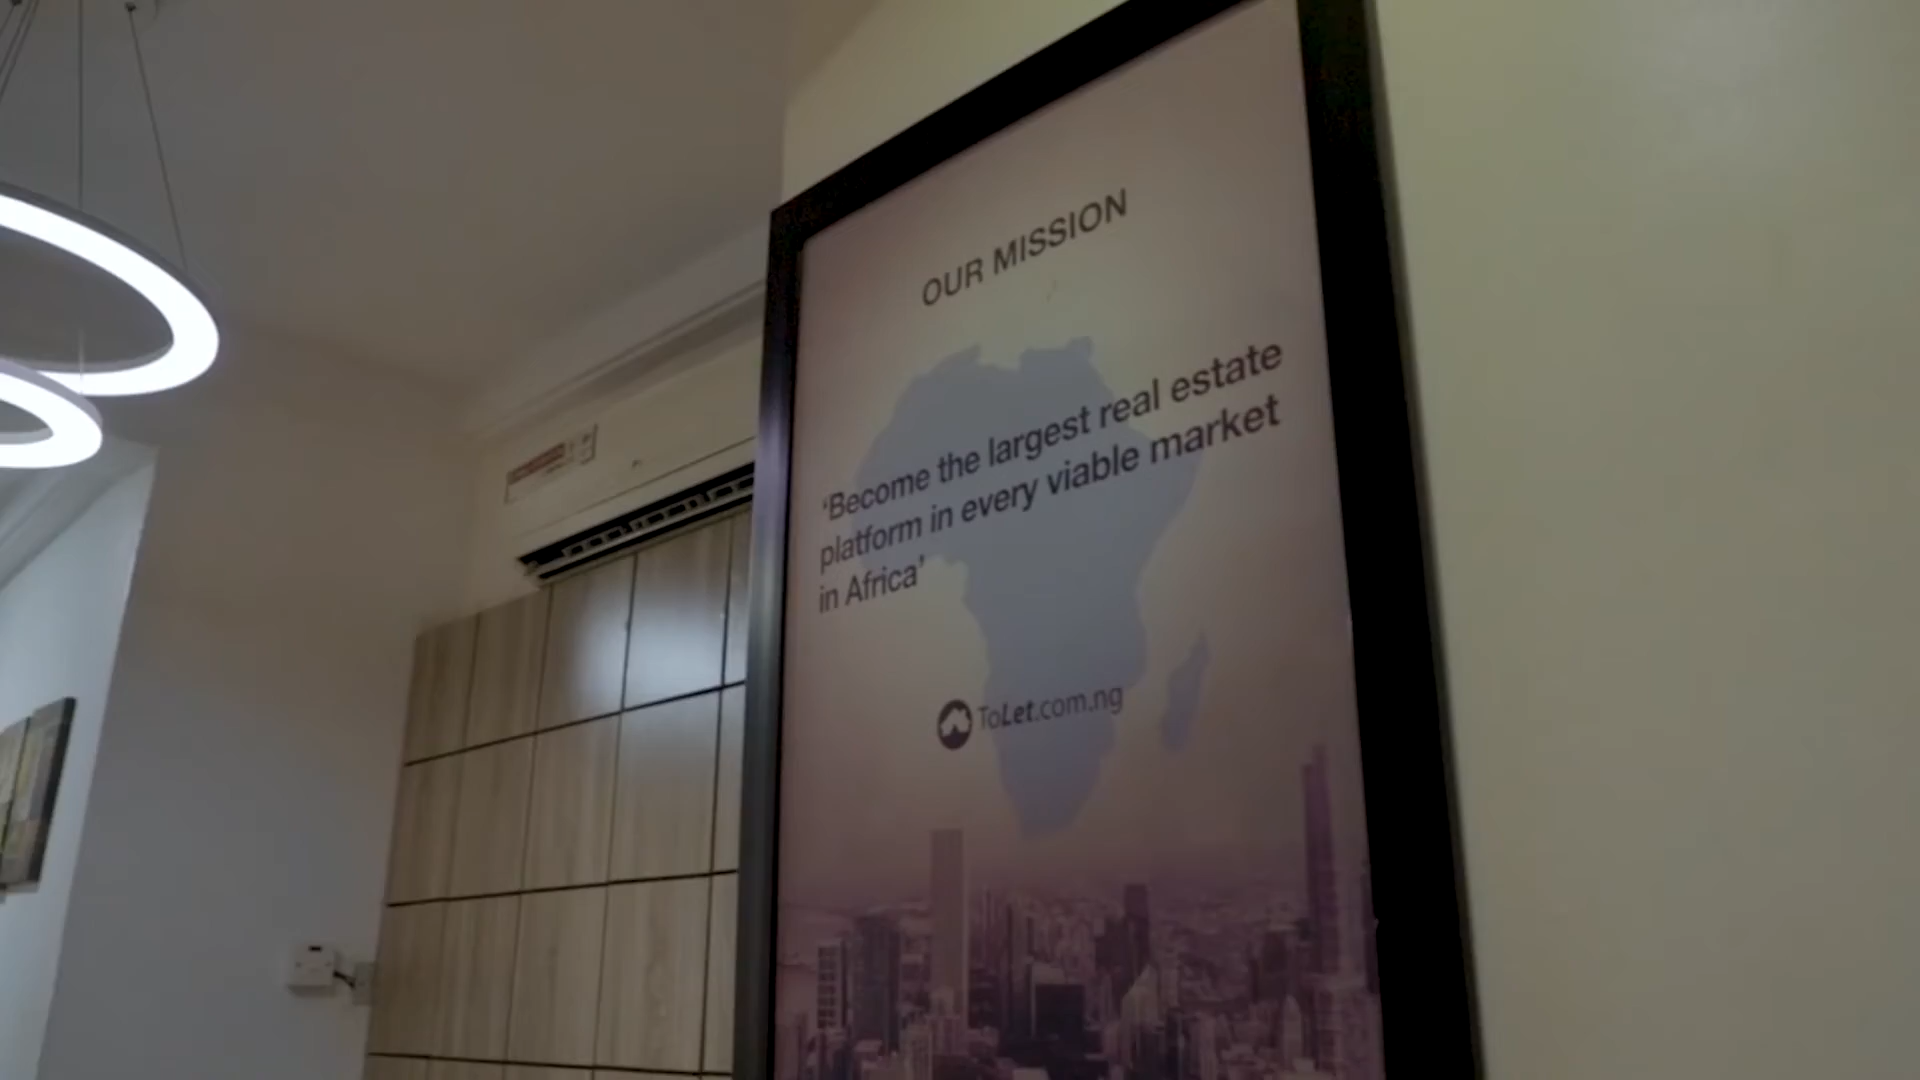 OUR MISSION
‘Become the largest real estate
platform in every viable market
in Africa’
ToLet.com.ng